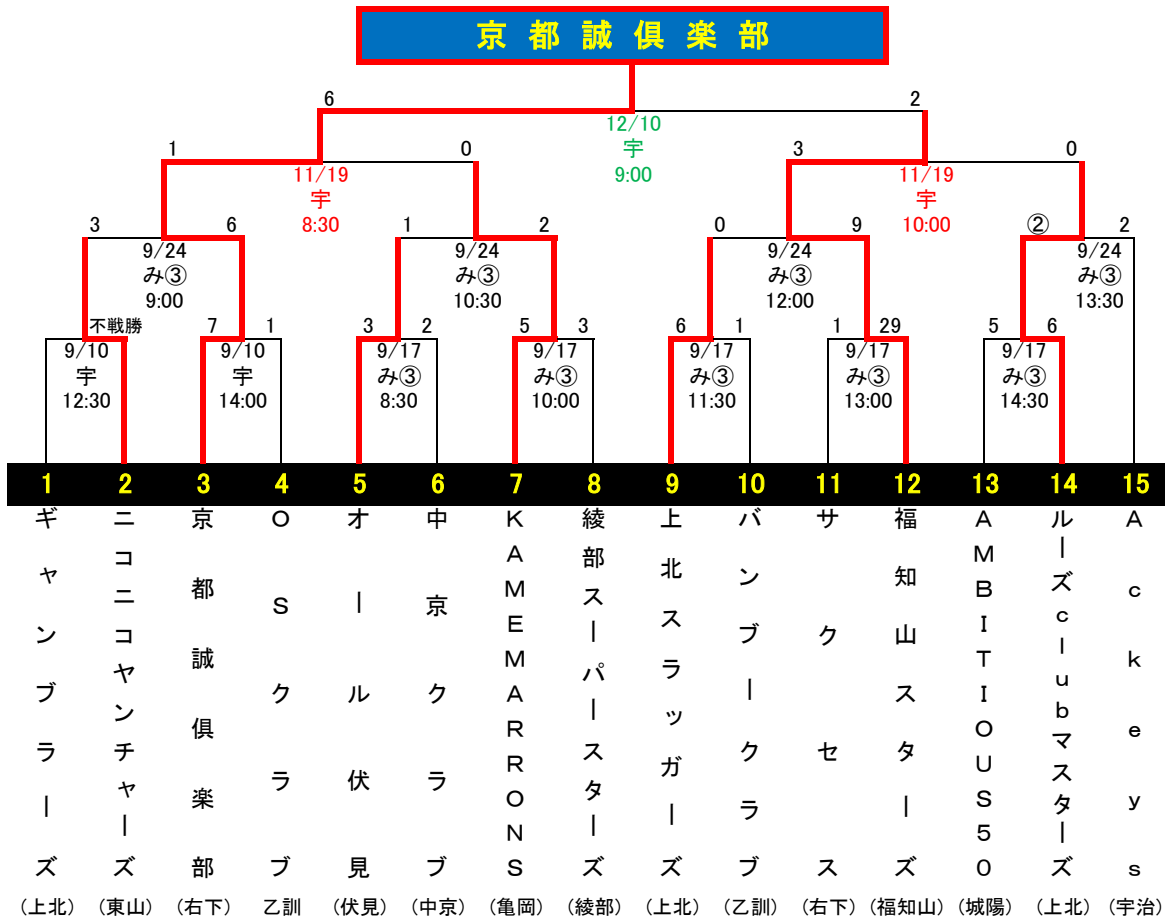 京都誠倶楽部
6
2
12/10
宇
9:00
1
0
3
0
11/19
宇
8:30
11/19
宇
10:00
3
6
1
2
0
9
②
2
9/24
み③
9:00
9/24
み③
10:30
9/24
み③
12:00
9/24
み③
13:30
不戦勝
7
1
3
2
5
3
6
1
1
29
5
6
9/10
宇
12:30
9/10
宇
14:00
9/17
み③
8:30
9/17
み③
10:00
9/17
み③
11:30
9/17
み③
13:00
9/17
み③
14:30
1 2 3 4 5 6 7 8 9 10 11 12 13 14 15
ギャンブラーズ
ニコニコヤンチャーズ
京都誠倶楽部
OSクラブ
オール伏見
中京クラブ
KAMEMARRONS
綾部スーパースターズ
上北スラッガーズ
バンブークラブ
サクセス
福知山スターズ
AMBITIOUS50
ルーズclubマスターズ
Ackeys
(上北) (東山) (右下) 乙訓 (伏見) (中京) (亀岡) (綾部) (上北) (乙訓) (右下) (福知山) (城陽) (上北) (宇治)